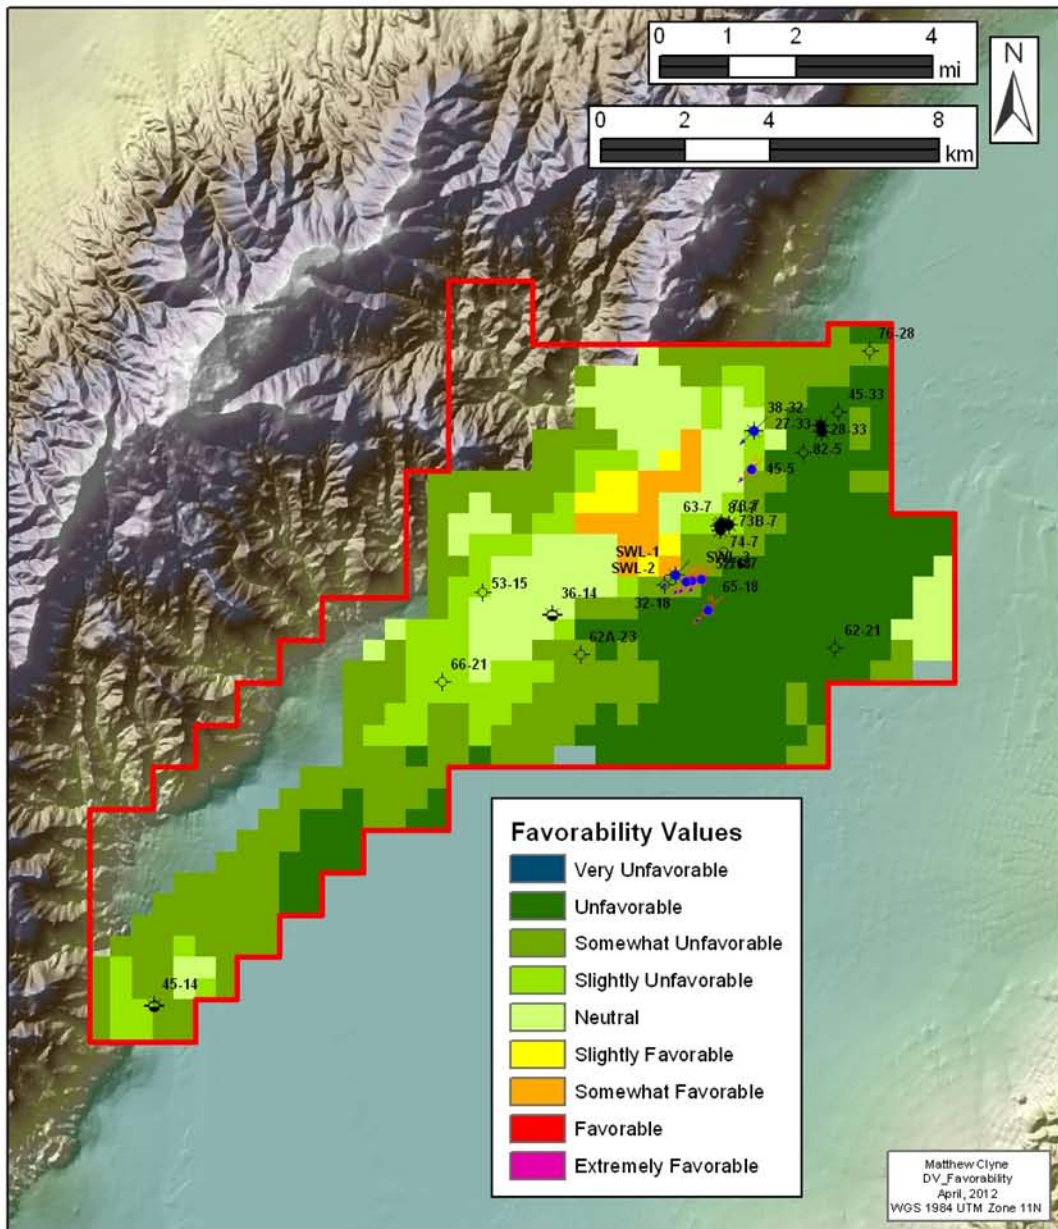 0 1 2 4
mi
N
0 2 4 8
km
76-28
45-33
38-32
27-33
28-33
82-5
45-5
63-7
73B-7
74-7
SWL-1
SWL-3
SWL-2
65-18
53-15
36-14
32-18
62A-23
62-21
66-21
45-14
Favorability Values
Very Unfavorable
Unfavorable
Somewhat Unfavorable
Slightly Unfavorable
Neutral
Slightly Favorable
Somewhat Favorable
Favorable
Extremely Favorable
Matthew Clyne
DV_Favorability
April, 2012
WGS 1984 UTM Zone 11N